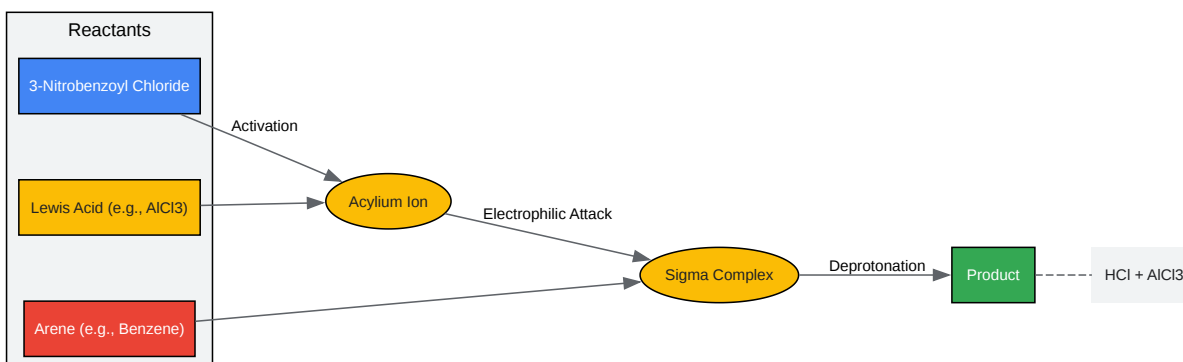 Reactants
3-Nitrobenzoyl Chloride
Activation
Lewis Acid (e.g., AlCl3)
Acylium Ion
Electrophilic Attack
Arene (e.g., Benzene)
Sigma Complex
Deprotonation
Product
HCl + AlCl3